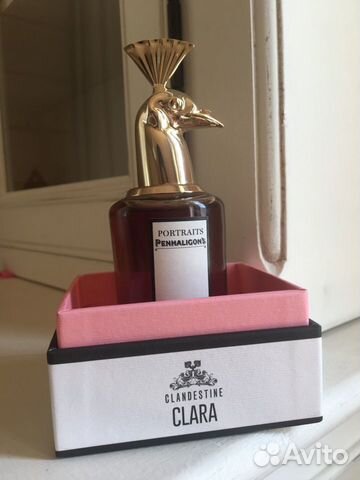 PORTRAITS
PENHALIGON'S
CLANDESTINE
CLARA
Avito